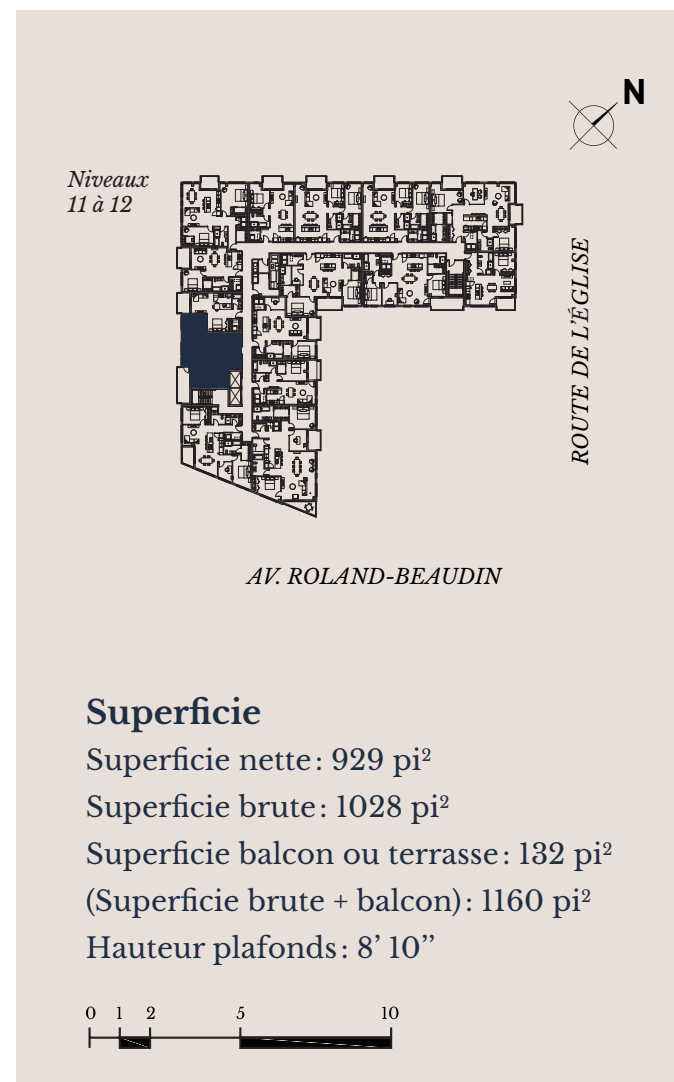 N
Niveaux
11 à 12
ROUTE DE L'ÉGLISE
AV. ROLAND-BEAUDIN
Superficie
Superficie nette : 929 pi²
Superficie brute : 1028 pi²
Superficie balcon ou terrasse : 132 pi²
(Superficie brute + balcon) : 1160 pi²
Hauteur plafonds : 8’ 10’’
0 1 2 5 10